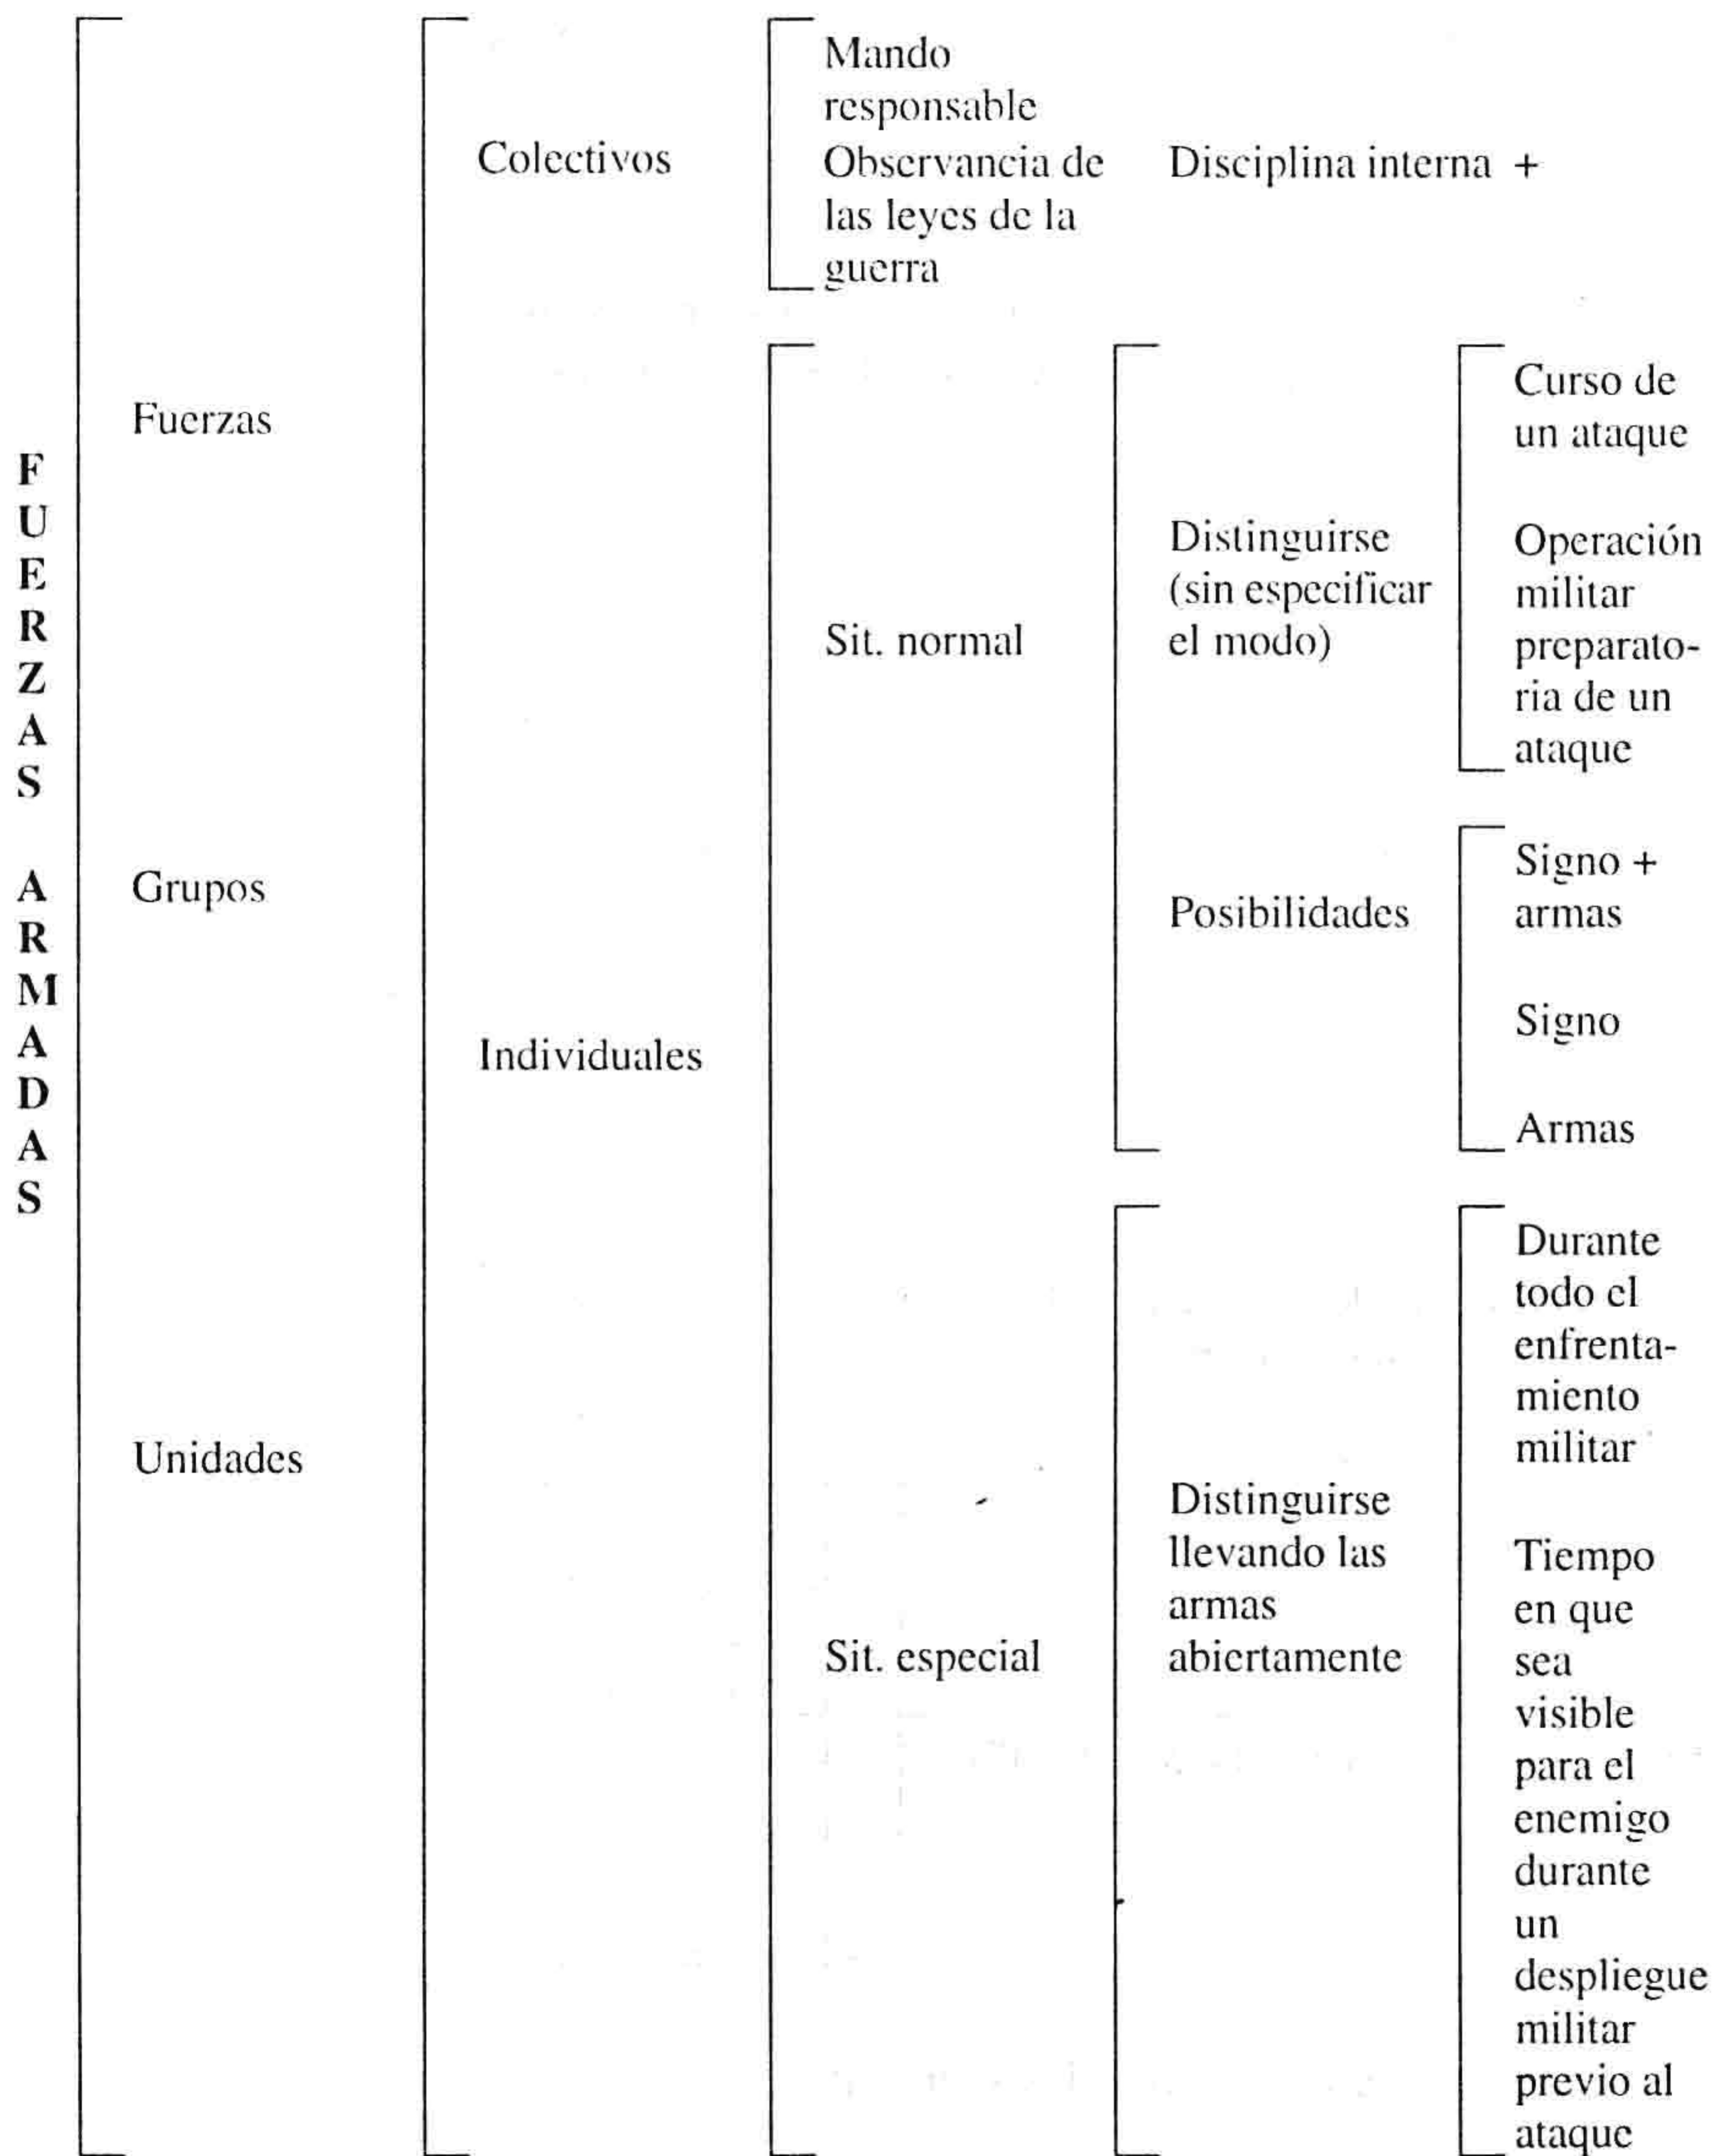 FUERZAS ARMADAS
Fuerzas
Grupos
Unidades
Colectivos
Individuales
Mando
responsable
Observancia de
las leyes de la
guerra
Disciplina interna +
Sit. normal
Distinguirse
(sin especificar
el modo)
Curso de
un ataque
Operación
militar
preparato-
ria de un
ataque
Posibilidades
Signo +
armas
Signo
Armas
Sit. especial
Distinguirse
llevando las
armas
abiertamente
Durante
todo el
enfrenta-
miento
militar
Tiempo
en que
sea
visible
para el
enemigo
durante
un
despliegue
militar
previo al
ataque